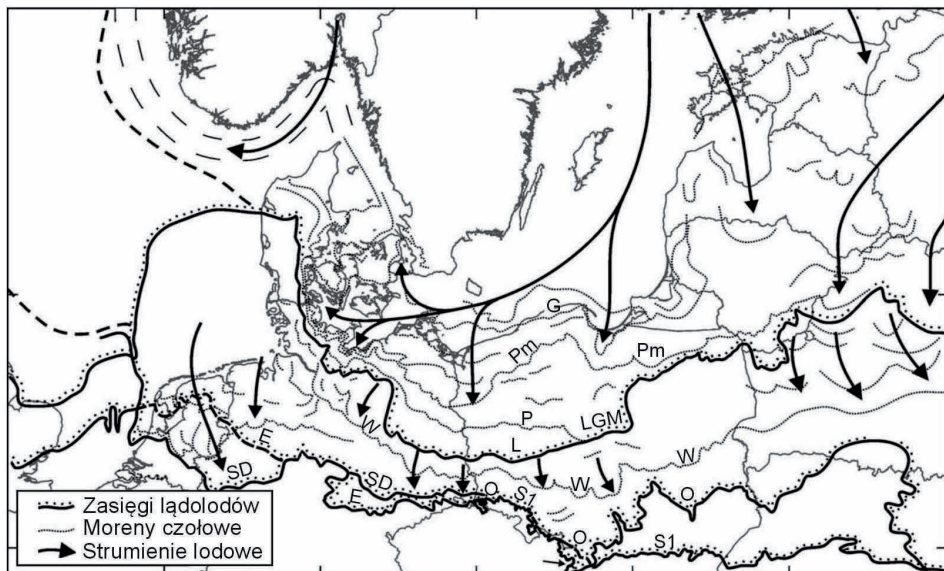 G
Pm
Pm
P
LGM
L
W
W
W
E
SD
SD
E
O
S1
O
O
S1
Zasięgi lądolodów
Moreny czołowe
Strumienie lodowe